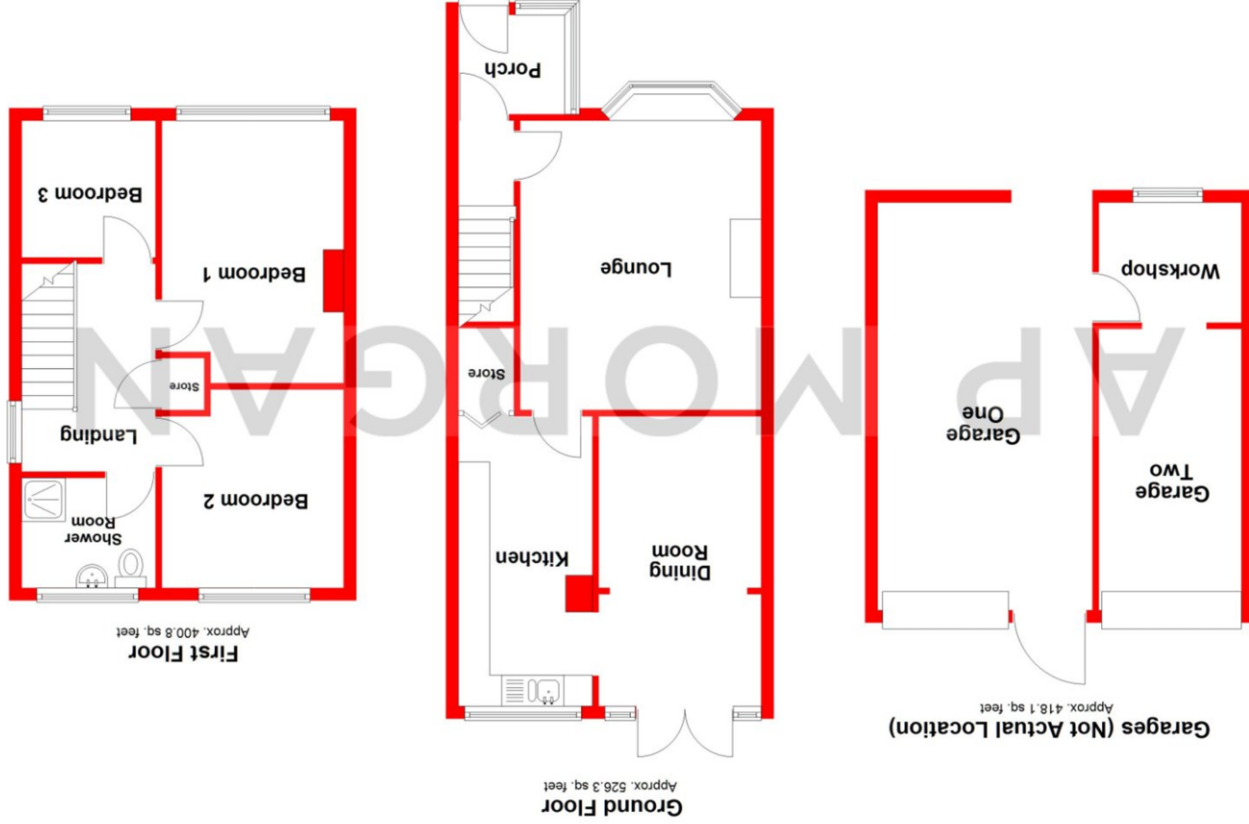 Ground Floor
Approx. 526.3 sq. feet
Garages (Not Actual Location)
Approx. 418.1 sq. feet
First Floor
Approx. 400.8 sq. feet
Garage
Two
Garage
One
Workshop
Dining
Room
Kitchen
Store
Lounge
Porch
Bedroom 2
Shower
Room
Landing
Store
Bedroom 1
Bedroom 3
AP MORGAN